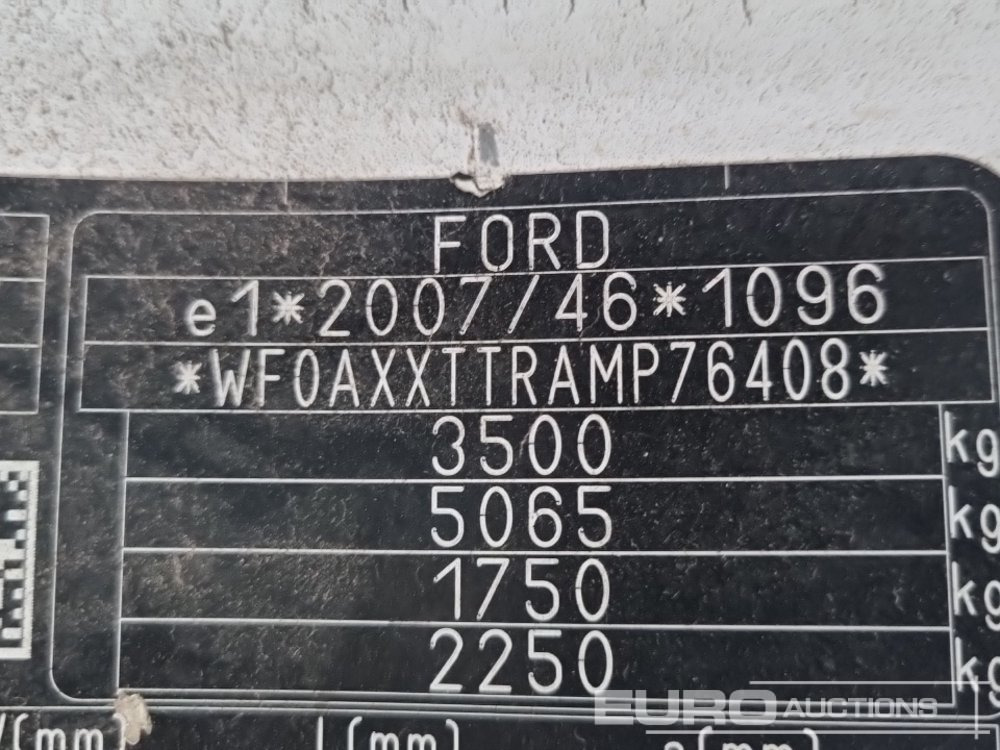 FORD
e1*2007/46*1096
*WF0AXXTTRAMP76408*
3500 kg
5065 kg
1750 kg
2250 kg
(mm) l(mm) (mm)
EURO AUCTIONS